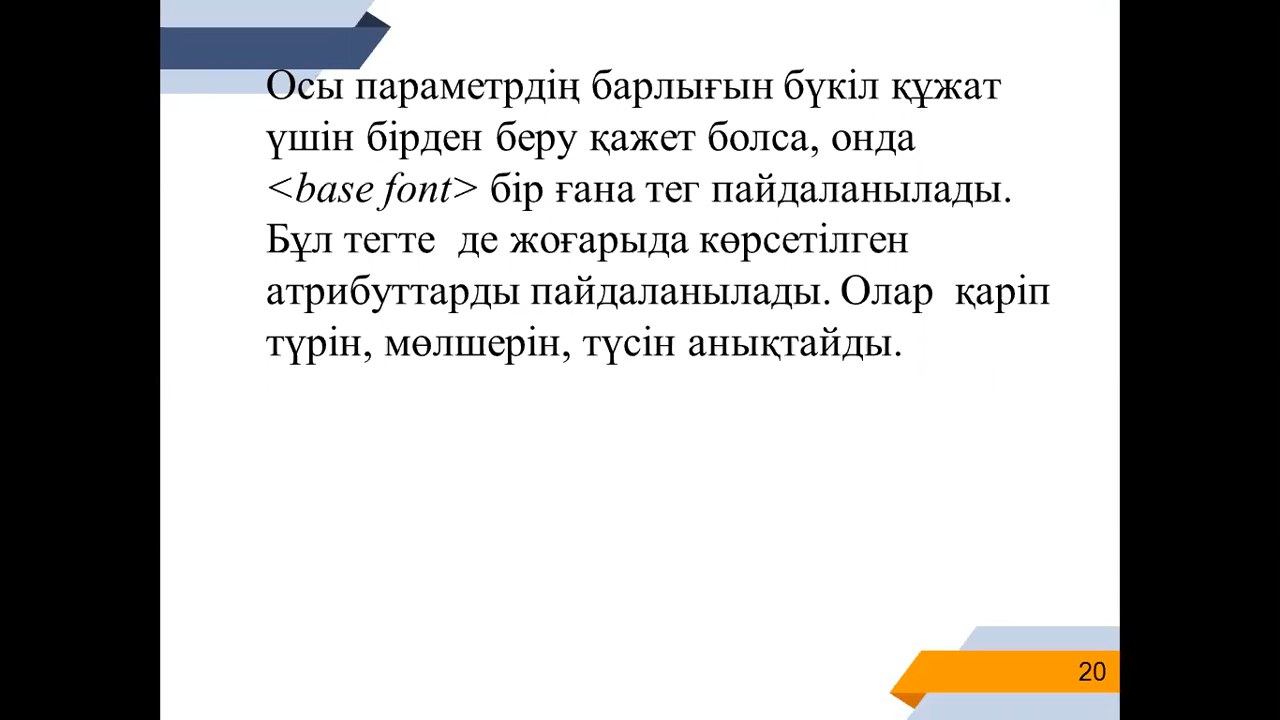 Осы параметрдің барлығын бүкіл құжат
үшін бірден беру қажет болса, онда
<base font> бір ғана тег пайдаланылады.
Бұл тегте  де жоғарыда көрсетілген
атрибуттарды пайдаланылады. Олар  қаріп
түрін, мөлшерін, түсін анықтайды.
20